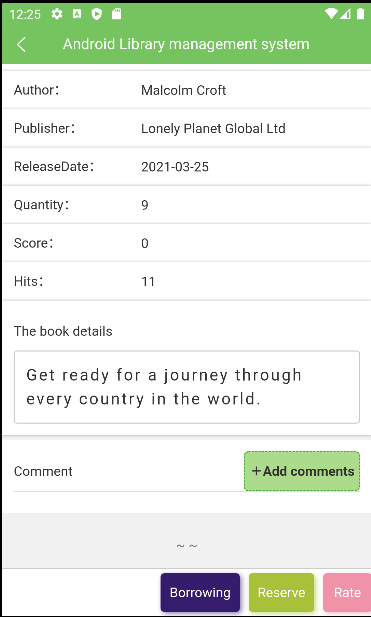 12:25
Android Library management system
Author: Malcolm Croft
Publisher: Lonely Planet Global Ltd
ReleaseDate: 2021-03-25
Quantity: 9
Score: 0
Hits: 11
The book details
Get ready for a journey through
every country in the world.
Comment
+Add comments
~ ~
Borrowing Reserve Rate